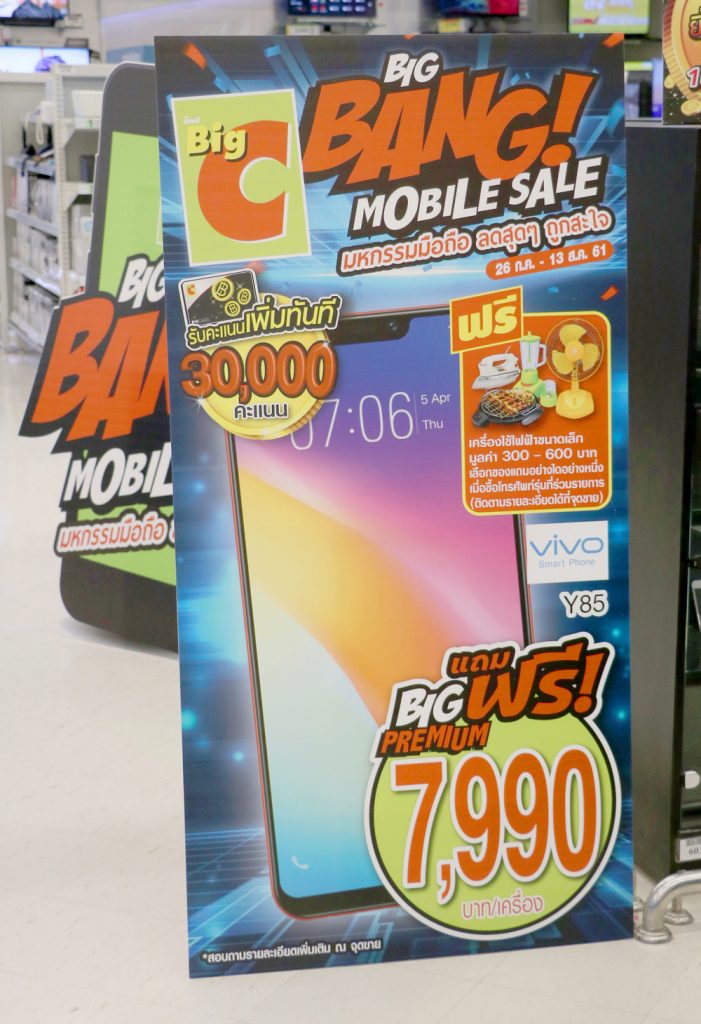 BIG
BANG!
MOBILE SALE
มหกรรมมือถือ ลดสุดๆ ถูกสะใจ
26 ก.ค. - 13 ส.ค. 61
บิ๊กซี
Big
C
รับคะแนนเพิ่มทันที
30,000
คะแนน
ฟรี
เครื่องใช้ไฟฟ้าขนาดเล็ก
มูลค่า 300 - 600 บาท
เลือกของแถมอย่างใดอย่างหนึ่ง
เมื่อซื้อโทรศัพท์รุ่นที่ร่วมรายการ
(ติดตามรายละเอียดได้ที่จุดขาย)
07:06
5 Apr
Thu
vivo
Smart Phone
Y85
แถม
BIG ฟรี!
PREMIUM
7,990
บาท/เครื่อง
*สอบถามรายละเอียดเพิ่มเติม ณ จุดขาย
BIG
BAN
MOBIL
มหกรรมมือถือ